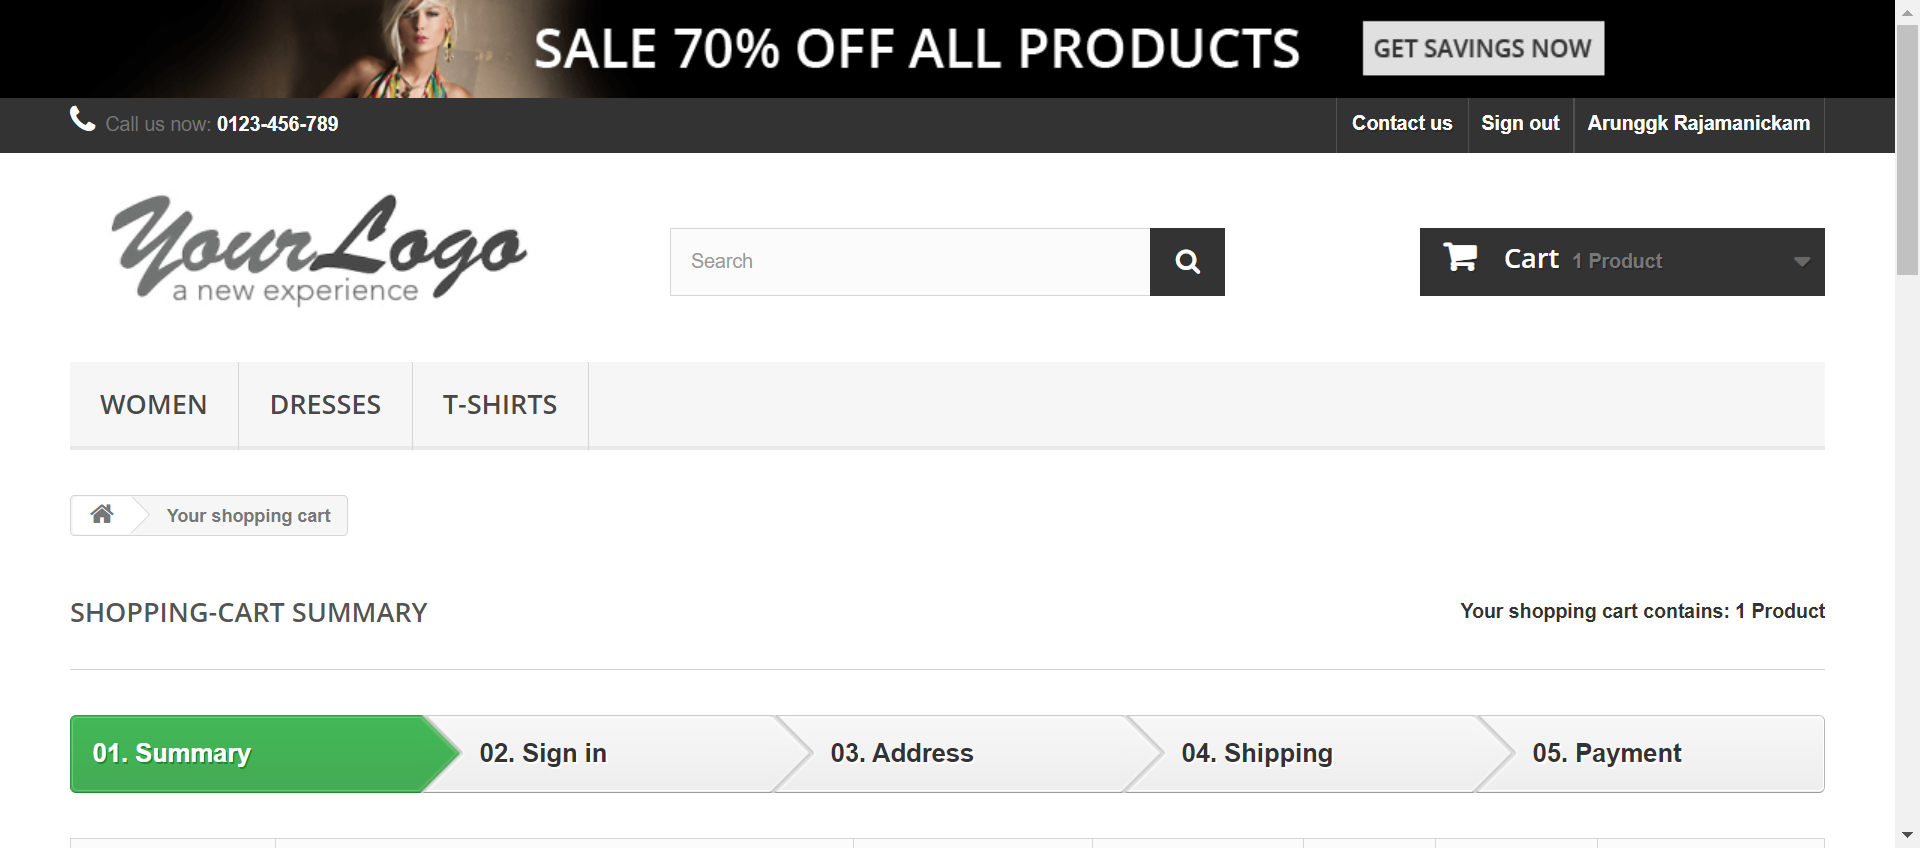 SALE 70% OFF ALL PRODUCTS GET SAVINGS NOW
Call us now: 0123-456-789 Contact us Sign out Arunggk Rajamanickam
Your Logo
a new experience
Search
Cart 1 Product
WOMEN DRESSES T-SHIRTS
Your shopping cart
SHOPPING-CART SUMMARY Your shopping cart contains: 1 Product
01. Summary 02. Sign in 03. Address 04. Shipping 05. Payment